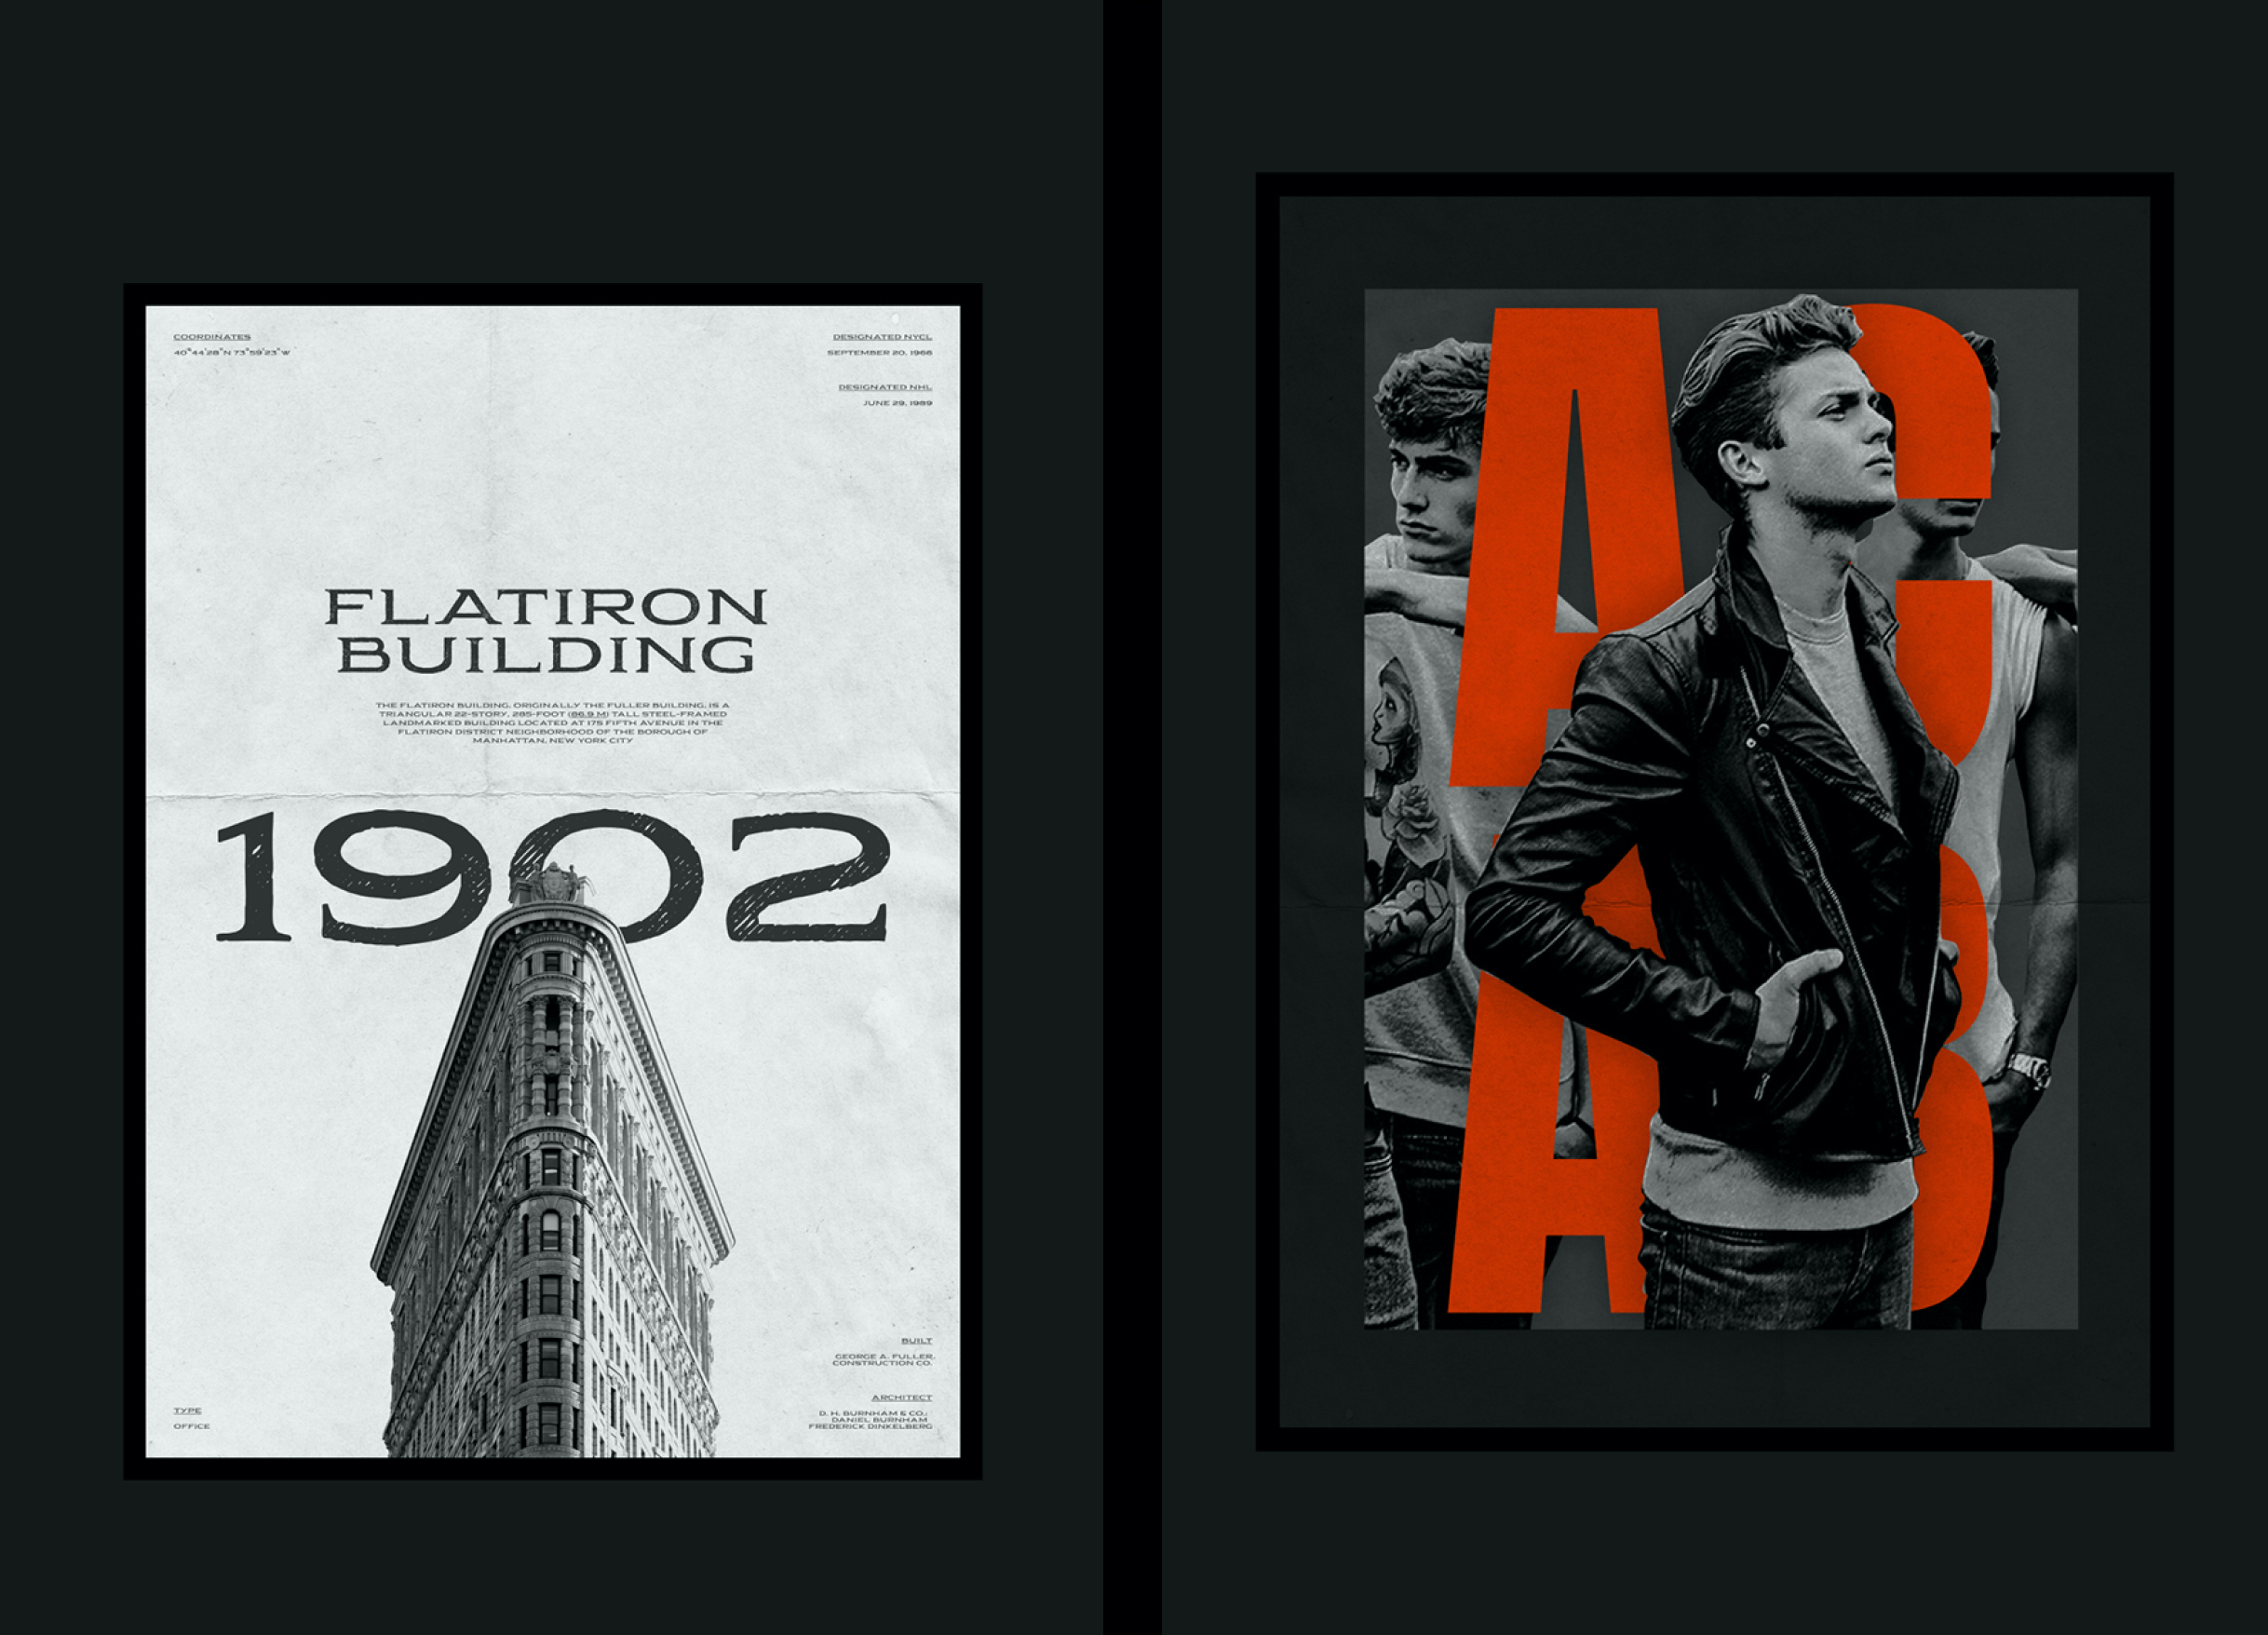 COORDINATES
40°44'28"N 73°59'23"W
DESIGNATED NYCL
SEPTEMBER 20, 1966
DESIGNATED NHL
JUNE 29, 1989
FLATIRON
BUILDING
THE FLATIRON BUILDING, ORIGINALLY THE FULLER BUILDING, IS A
TRIANGULAR 22-STORY, 285-FOOT (86.9 M) TALL STEEL-FRAMED
LANDMARKED BUILDING LOCATED AT 175 FIFTH AVENUE IN THE
FLATIRON DISTRICT NEIGHBORHOOD OF THE BOROUGH OF
MANHATTAN, NEW YORK CITY
1902
BUILT
GEORGE A. FULLER
CONSTRUCTION CO.
ARCHITECT
D. H. BURNHAM & CO.:
DANIEL BURNHAM
FREDERICK DINKELBERG
TYPE
OFFICE
AC
AB